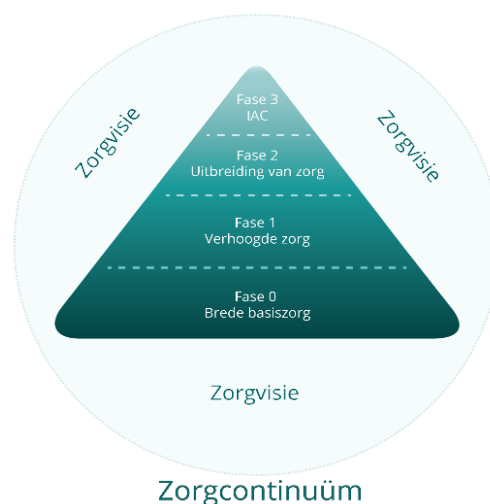 Fase 3
IAC
Zorgvisie
Zorgvisie
Fase 2
Uitbreiding van zorg
Fase 1
Verhoogde zorg
Fase 0
Brede basiszorg
Zorgvisie
Zorgcontinuüm